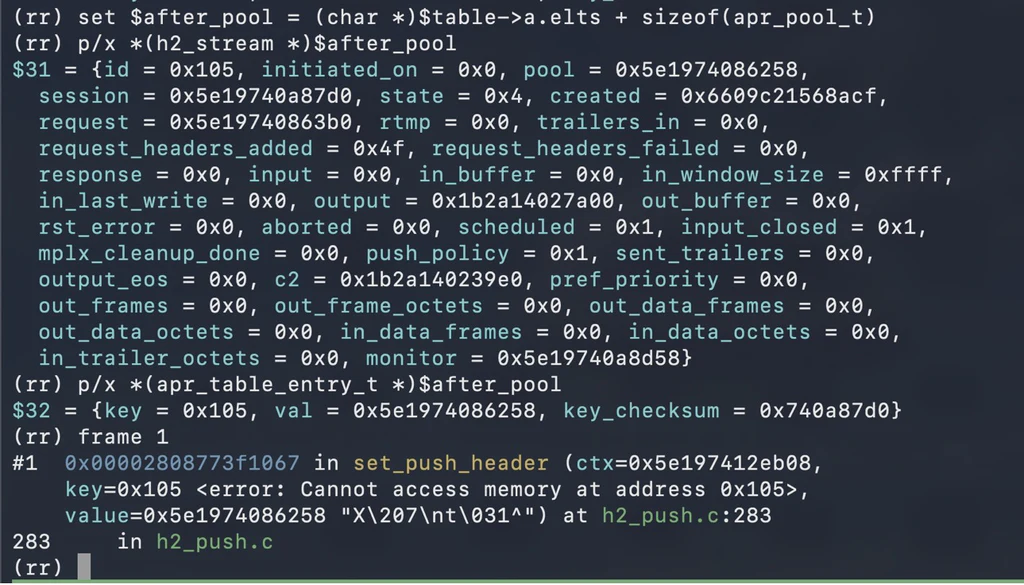 (rr) set $after_pool = (char *)$table->a.elts + sizeof(apr_pool_t)
(rr) p/x *(h2_stream *)$after_pool
$31 = {id = 0x105, initiated_on = 0x0, pool = 0x5e1974086258,
session = 0x5e19740a87d0, state = 0x4, created = 0x6609c21568acf,
request = 0x5e19740863b0, rtmp = 0x0, trailers_in = 0x0,
request_headers_added = 0x4f, request_headers_failed = 0x0,
response = 0x0, input = 0x0, in_buffer = 0x0, in_window_size = 0xffff,
in_last_write = 0x0, output = 0x1b2a14027a00, out_buffer = 0x0,
rst_error = 0x0, aborted = 0x0, scheduled = 0x1, input_closed = 0x1,
mplx_cleanup_done = 0x0, push_policy = 0x1, sent_trailers = 0x0,
output_eos = 0x0, c2 = 0x1b2a140239e0, pref_priority = 0x0,
out_frames = 0x0, out_frame_octets = 0x0, out_data_frames = 0x0,
out_data_octets = 0x0, in_data_frames = 0x0, in_data_octets = 0x0,
in_trailer_octets = 0x0, monitor = 0x5e19740a8d58}
(rr) p/x *(apr_table_entry_t *)$after_pool
$32 = {key = 0x105, val = 0x5e1974086258, key_checksum = 0x740a87d0}
(rr) frame 1
#1  0x00002808773f1067 in set_push_header (ctx=0x5e197412eb08,
key=0x105 <error: Cannot access memory at address 0x105>,
value=0x5e1974086258 "X\207\nt\031^") at h2_push.c:283
283     in h2_push.c
(rr)